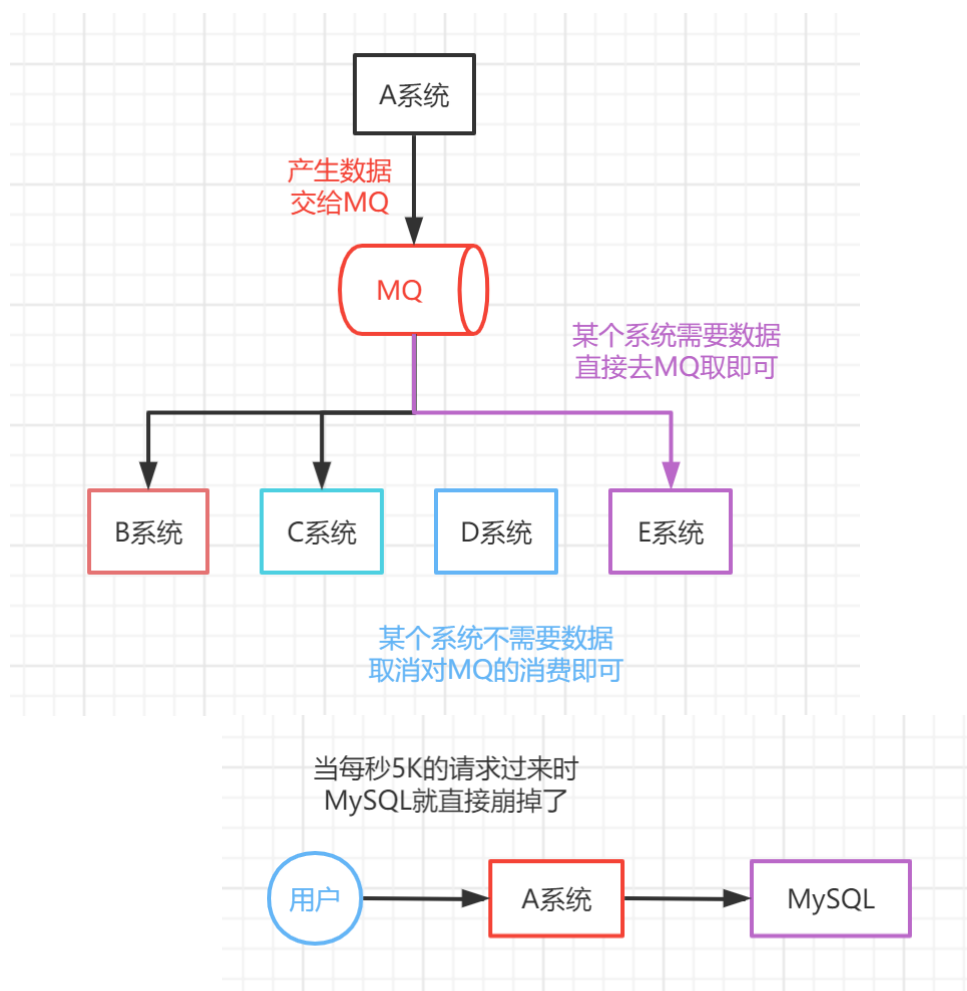 A系统
产生数据
交给MQ
MQ
某个系统需要数据
直接去MQ取即可
B系统
C系统
D系统
E系统
某个系统不需要数据
取消对MQ的消费即可
当每秒5K的请求过来时
MySQL就直接崩掉了
用户
A系统
MySQL